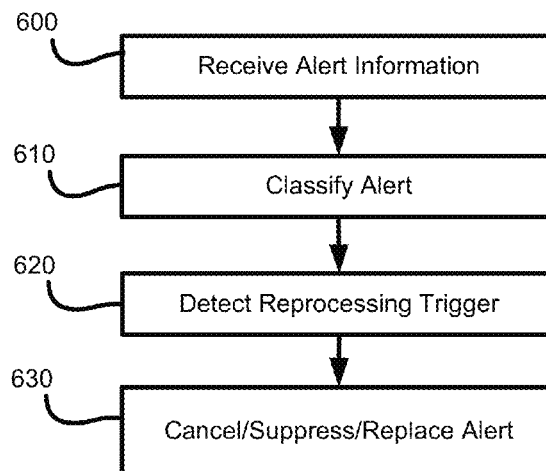 600
Receive Alert Information
610
Classify Alert
620
Detect Reprocessing Trigger
630
Cancel/Suppress/Replace Alert